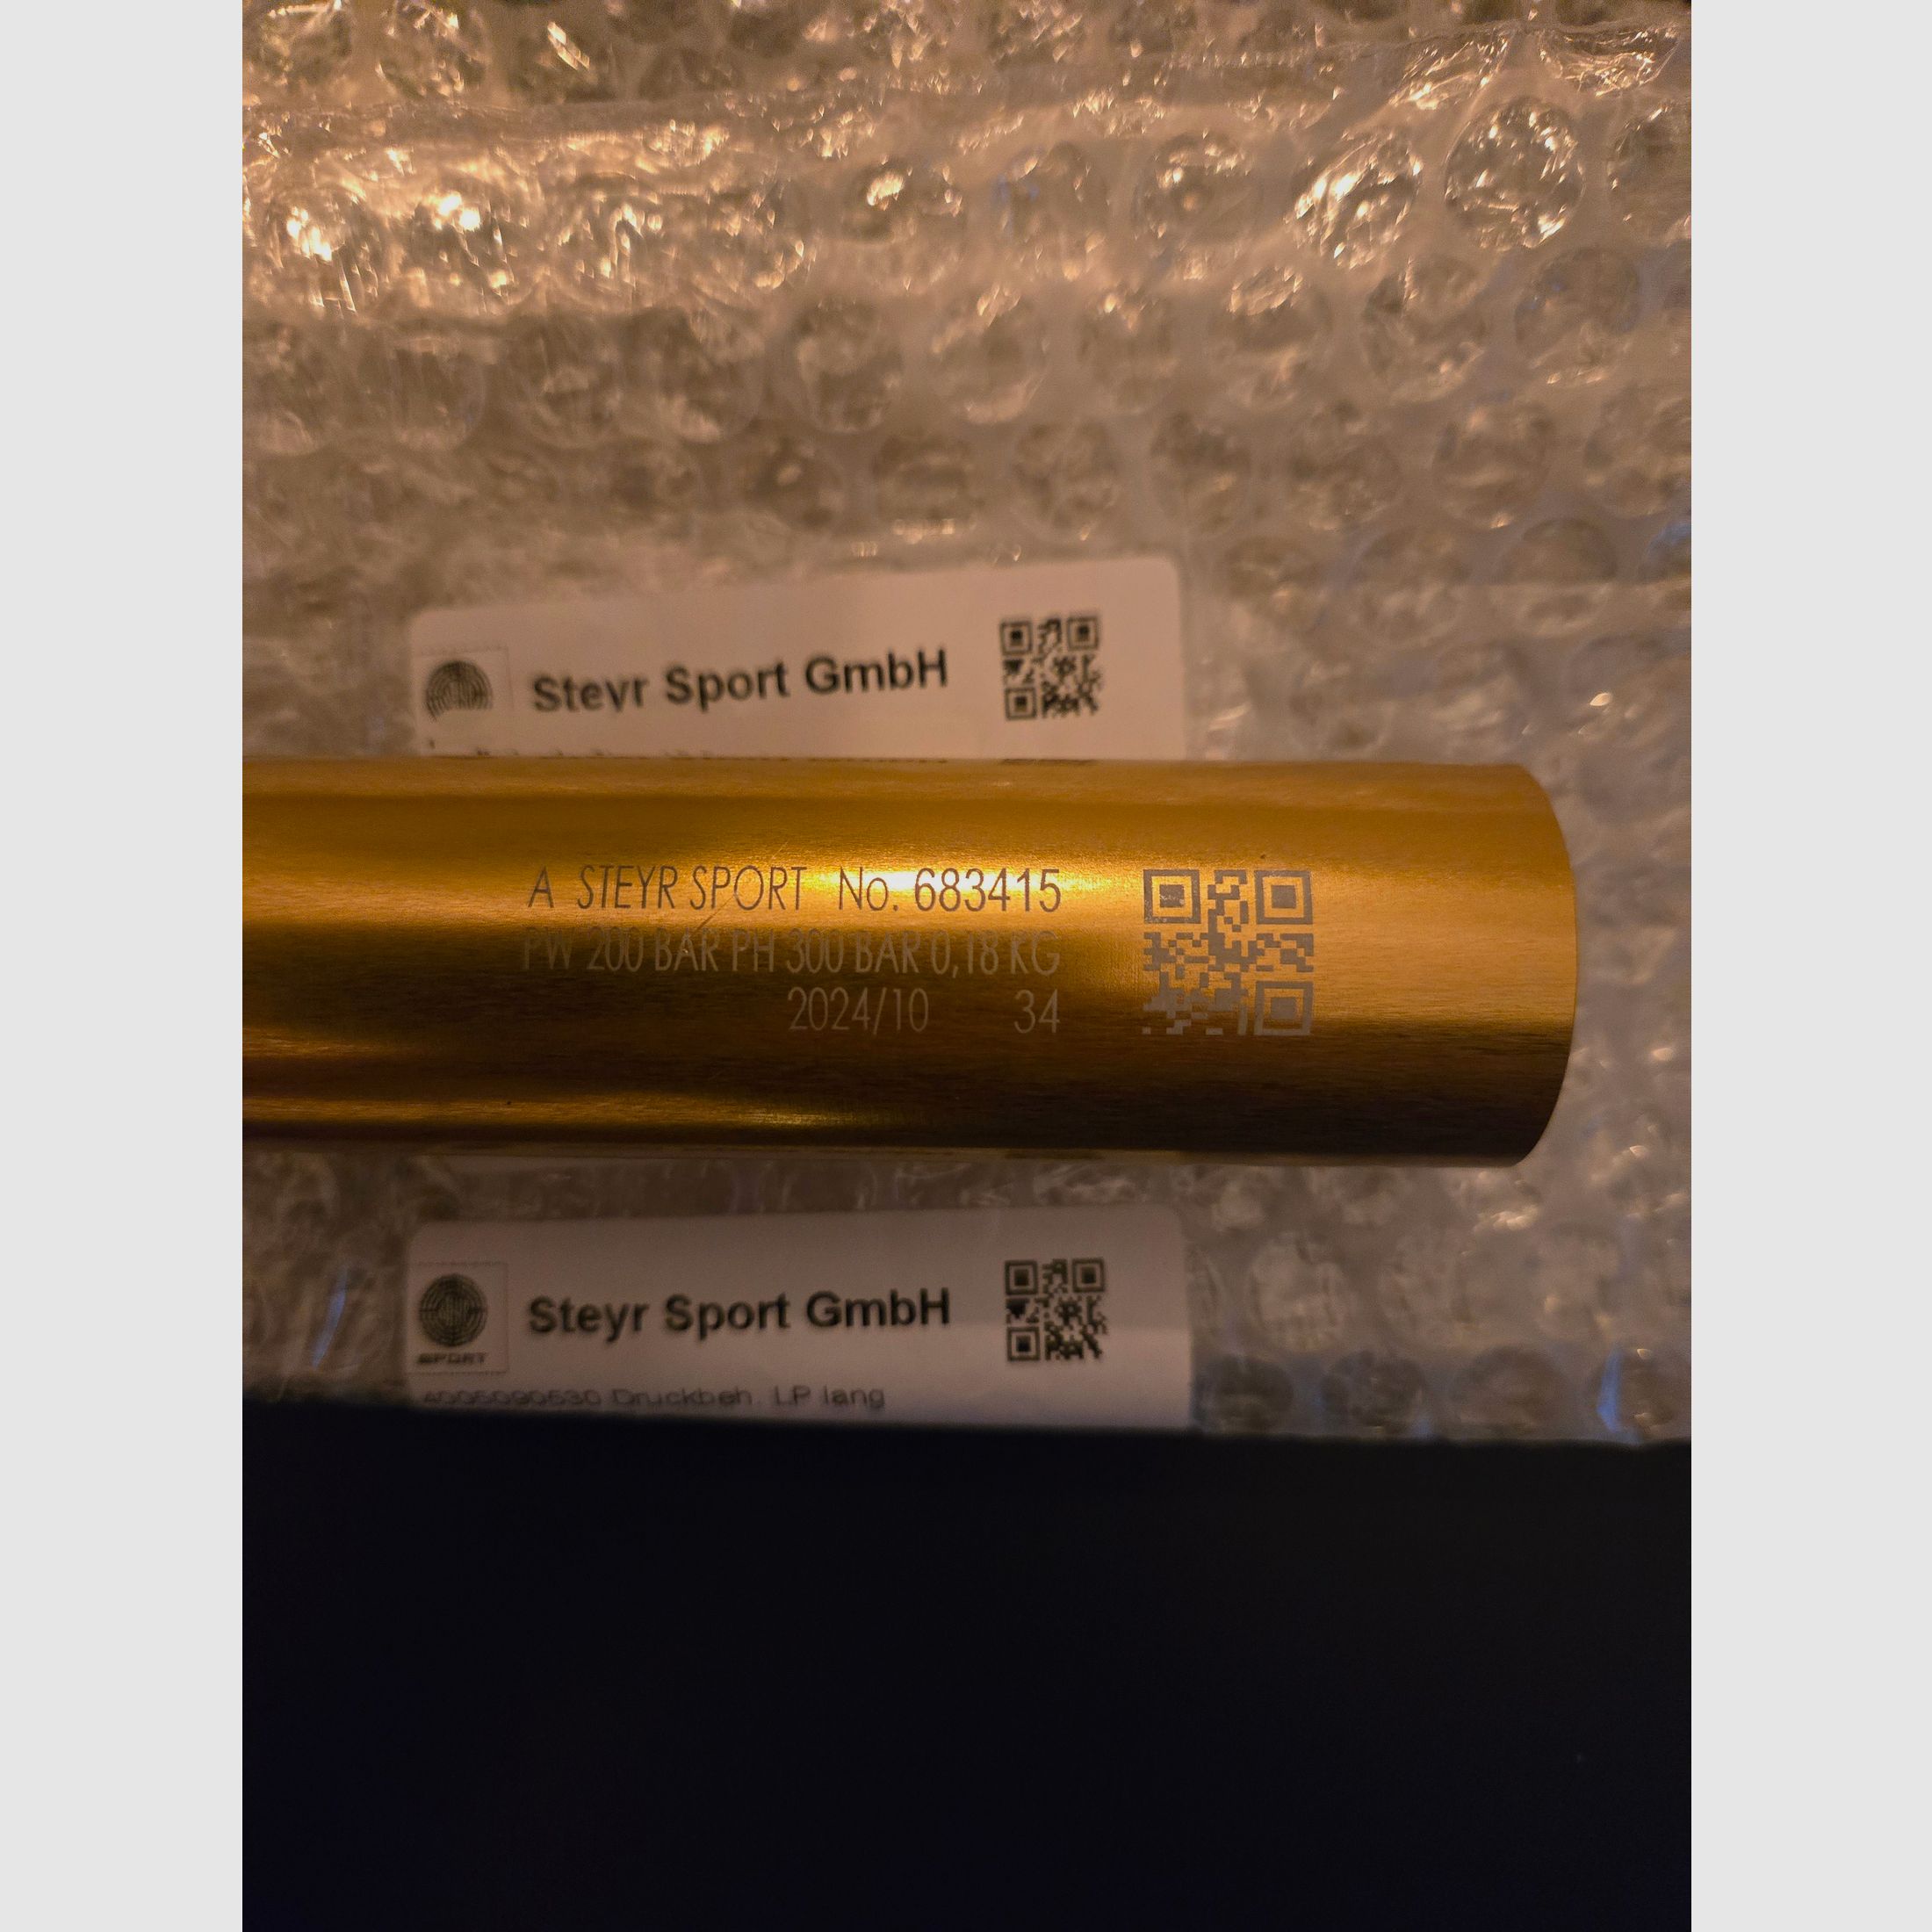 Steyr Sport GmbH
A STEYR SPORT No. 683415
PW 200 BAR PH 300 BAR 0,18 KG
2024/10 34
Steyr Sport GmbH
SPORT
Druckbeh. LP lang